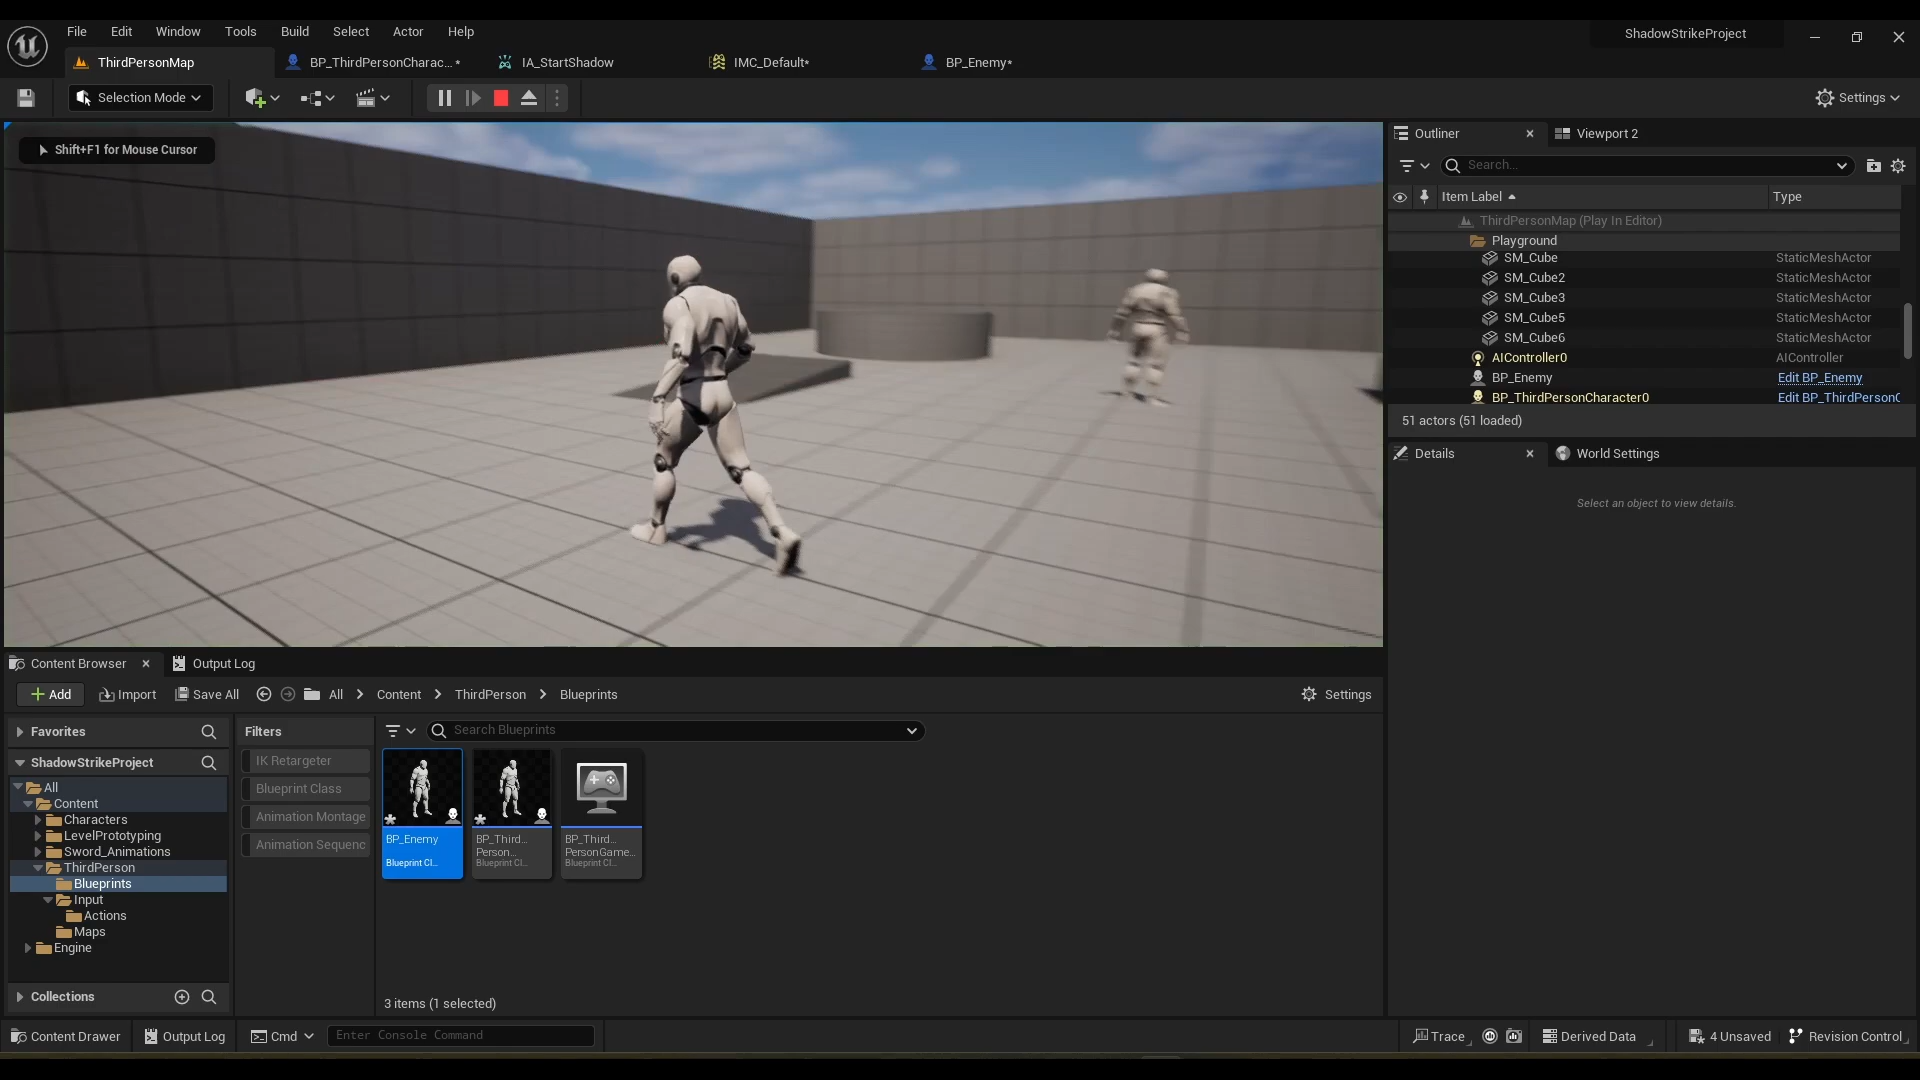 File Edit Window Tools Build Select Actor Help
ShadowStrikeProject
ThirdPersonMap
BP_ThirdPersonCharac...*
IA_StartShadow
IMC_Default*
BP_Enemy*
Selection Mode
Settings
Shift+F1 for Mouse Cursor
Outliner
Viewport 2
Search...
Item Label Type
ThirdPersonMap (Play In Editor)
Playground
SM_Cube StaticMeshActor
SM_Cube2 StaticMeshActor
SM_Cube3 StaticMeshActor
SM_Cube5 StaticMeshActor
SM_Cube6 StaticMeshActor
AIController0 AIController
BP_Enemy Edit BP_Enemy
BP_ThirdPersonCharacter0 Edit BP_ThirdPersonC
51 actors (51 loaded)
Details
World Settings
Select an object to view details.
Content Browser
Output Log
Add Import Save All All Content ThirdPerson Blueprints Settings
Favorites
ShadowStrikeProject
All
Content
Characters
LevelPrototyping
Sword_Animations
ThirdPerson
Blueprints
Input
Actions
Maps
Engine
Collections
Filters
IK Retargeter
Blueprint Class
Animation Montage
Animation Sequenc
Search Blueprints
BP_Enemy
Blueprint Cl...
BP_Third...
Person...
Blueprint Cl...
BP_Third...
PersonGame...
Blueprint Cl...
3 items (1 selected)
Content Drawer Output Log Cmd Enter Console Command Trace Derived Data 4 Unsaved Revision Control